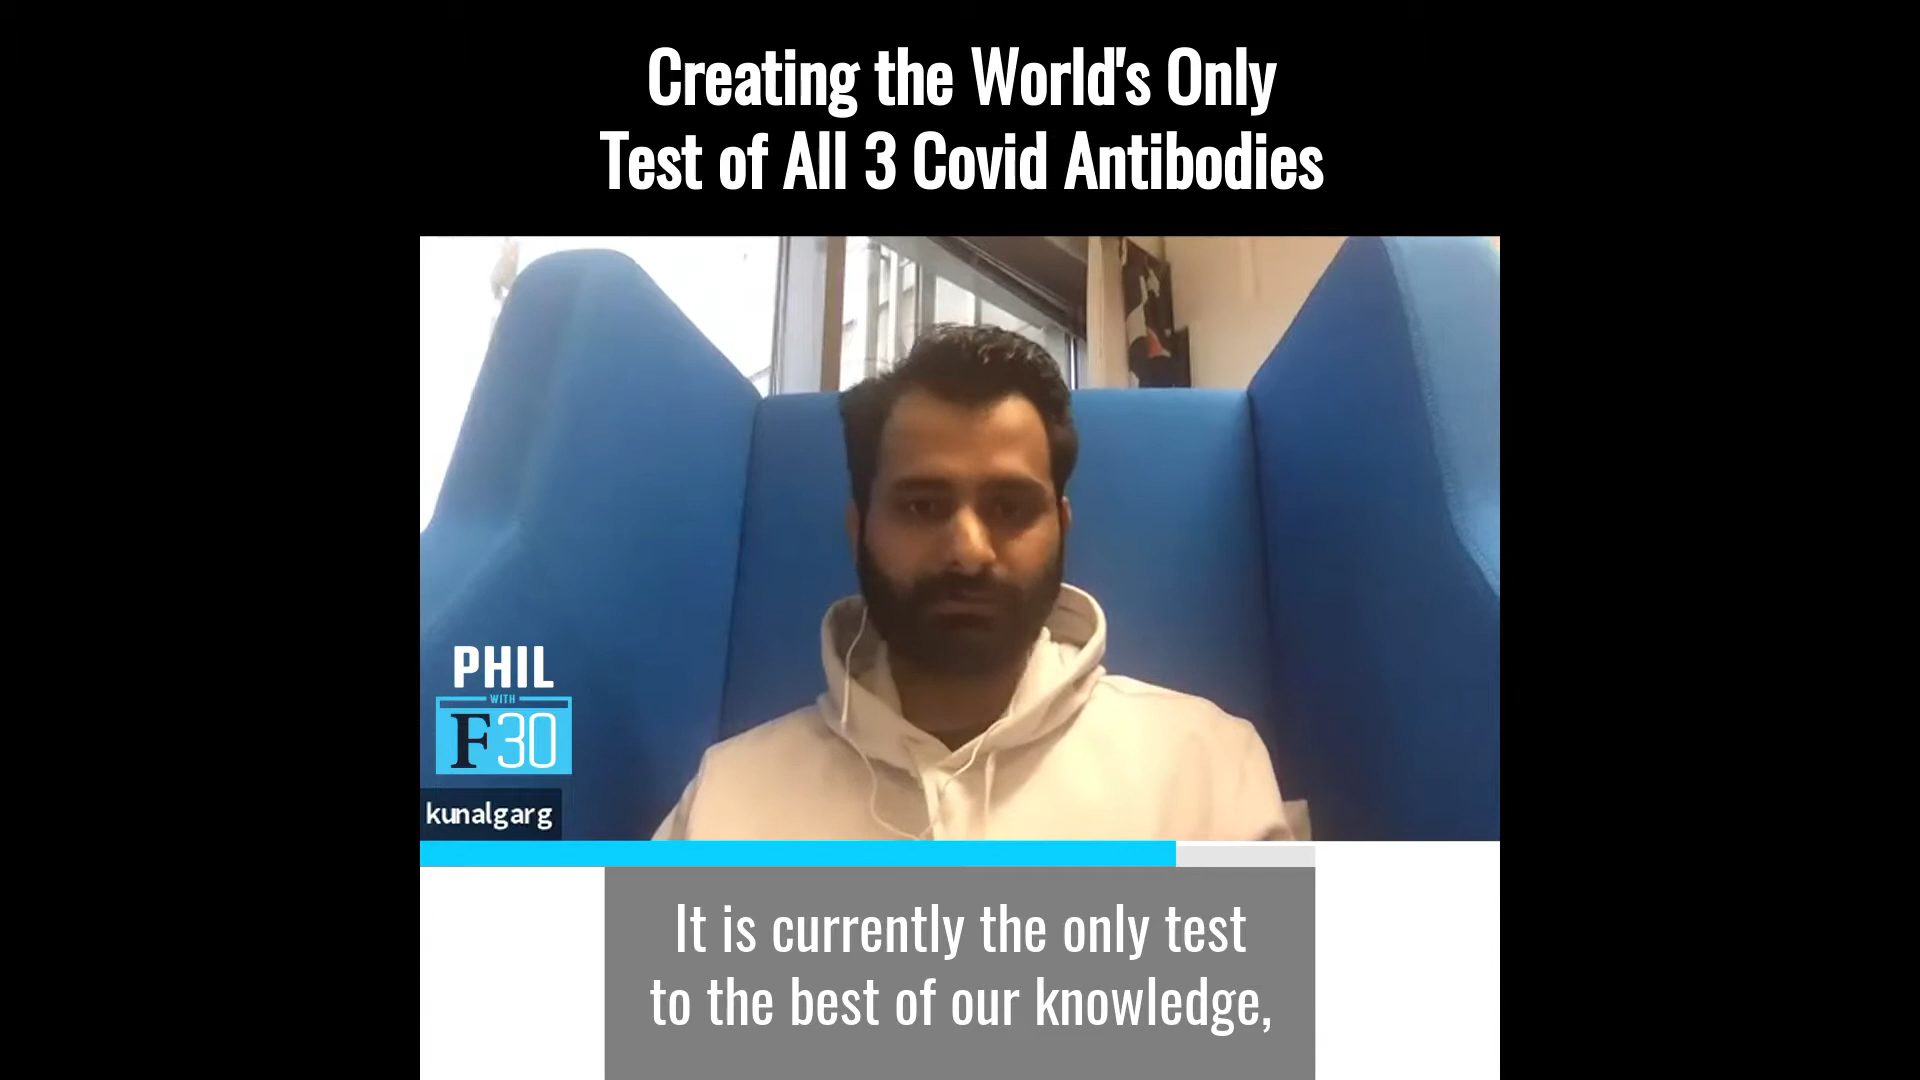 Creating the World's Only
Test of All 3 Covid Antibodies
PHIL
WITH
F30
kunalgarg
It is currently the only test
to the best of our knowledge,